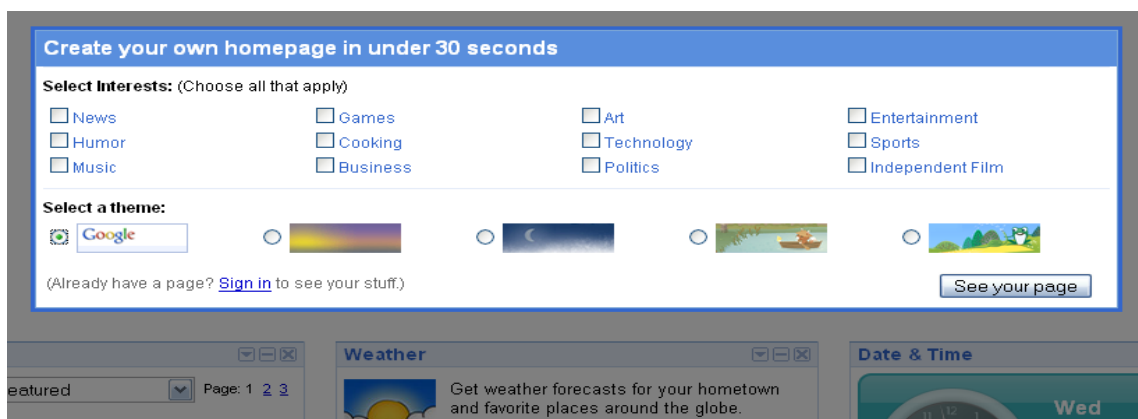 Create your own homepage in under 30 seconds
Select Interests: (Choose all that apply)
News Games Art Entertainment
Humor Cooking Technology Sports
Music Business Politics Independent Film
Select a theme:
Google
(Already have a page? Sign in to see your stuff.)
See your page
Weather
Date & Time
eatured
Page: 1 2 3
Get weather forecasts for your hometown
and favorite places around the globe.
Wed
12